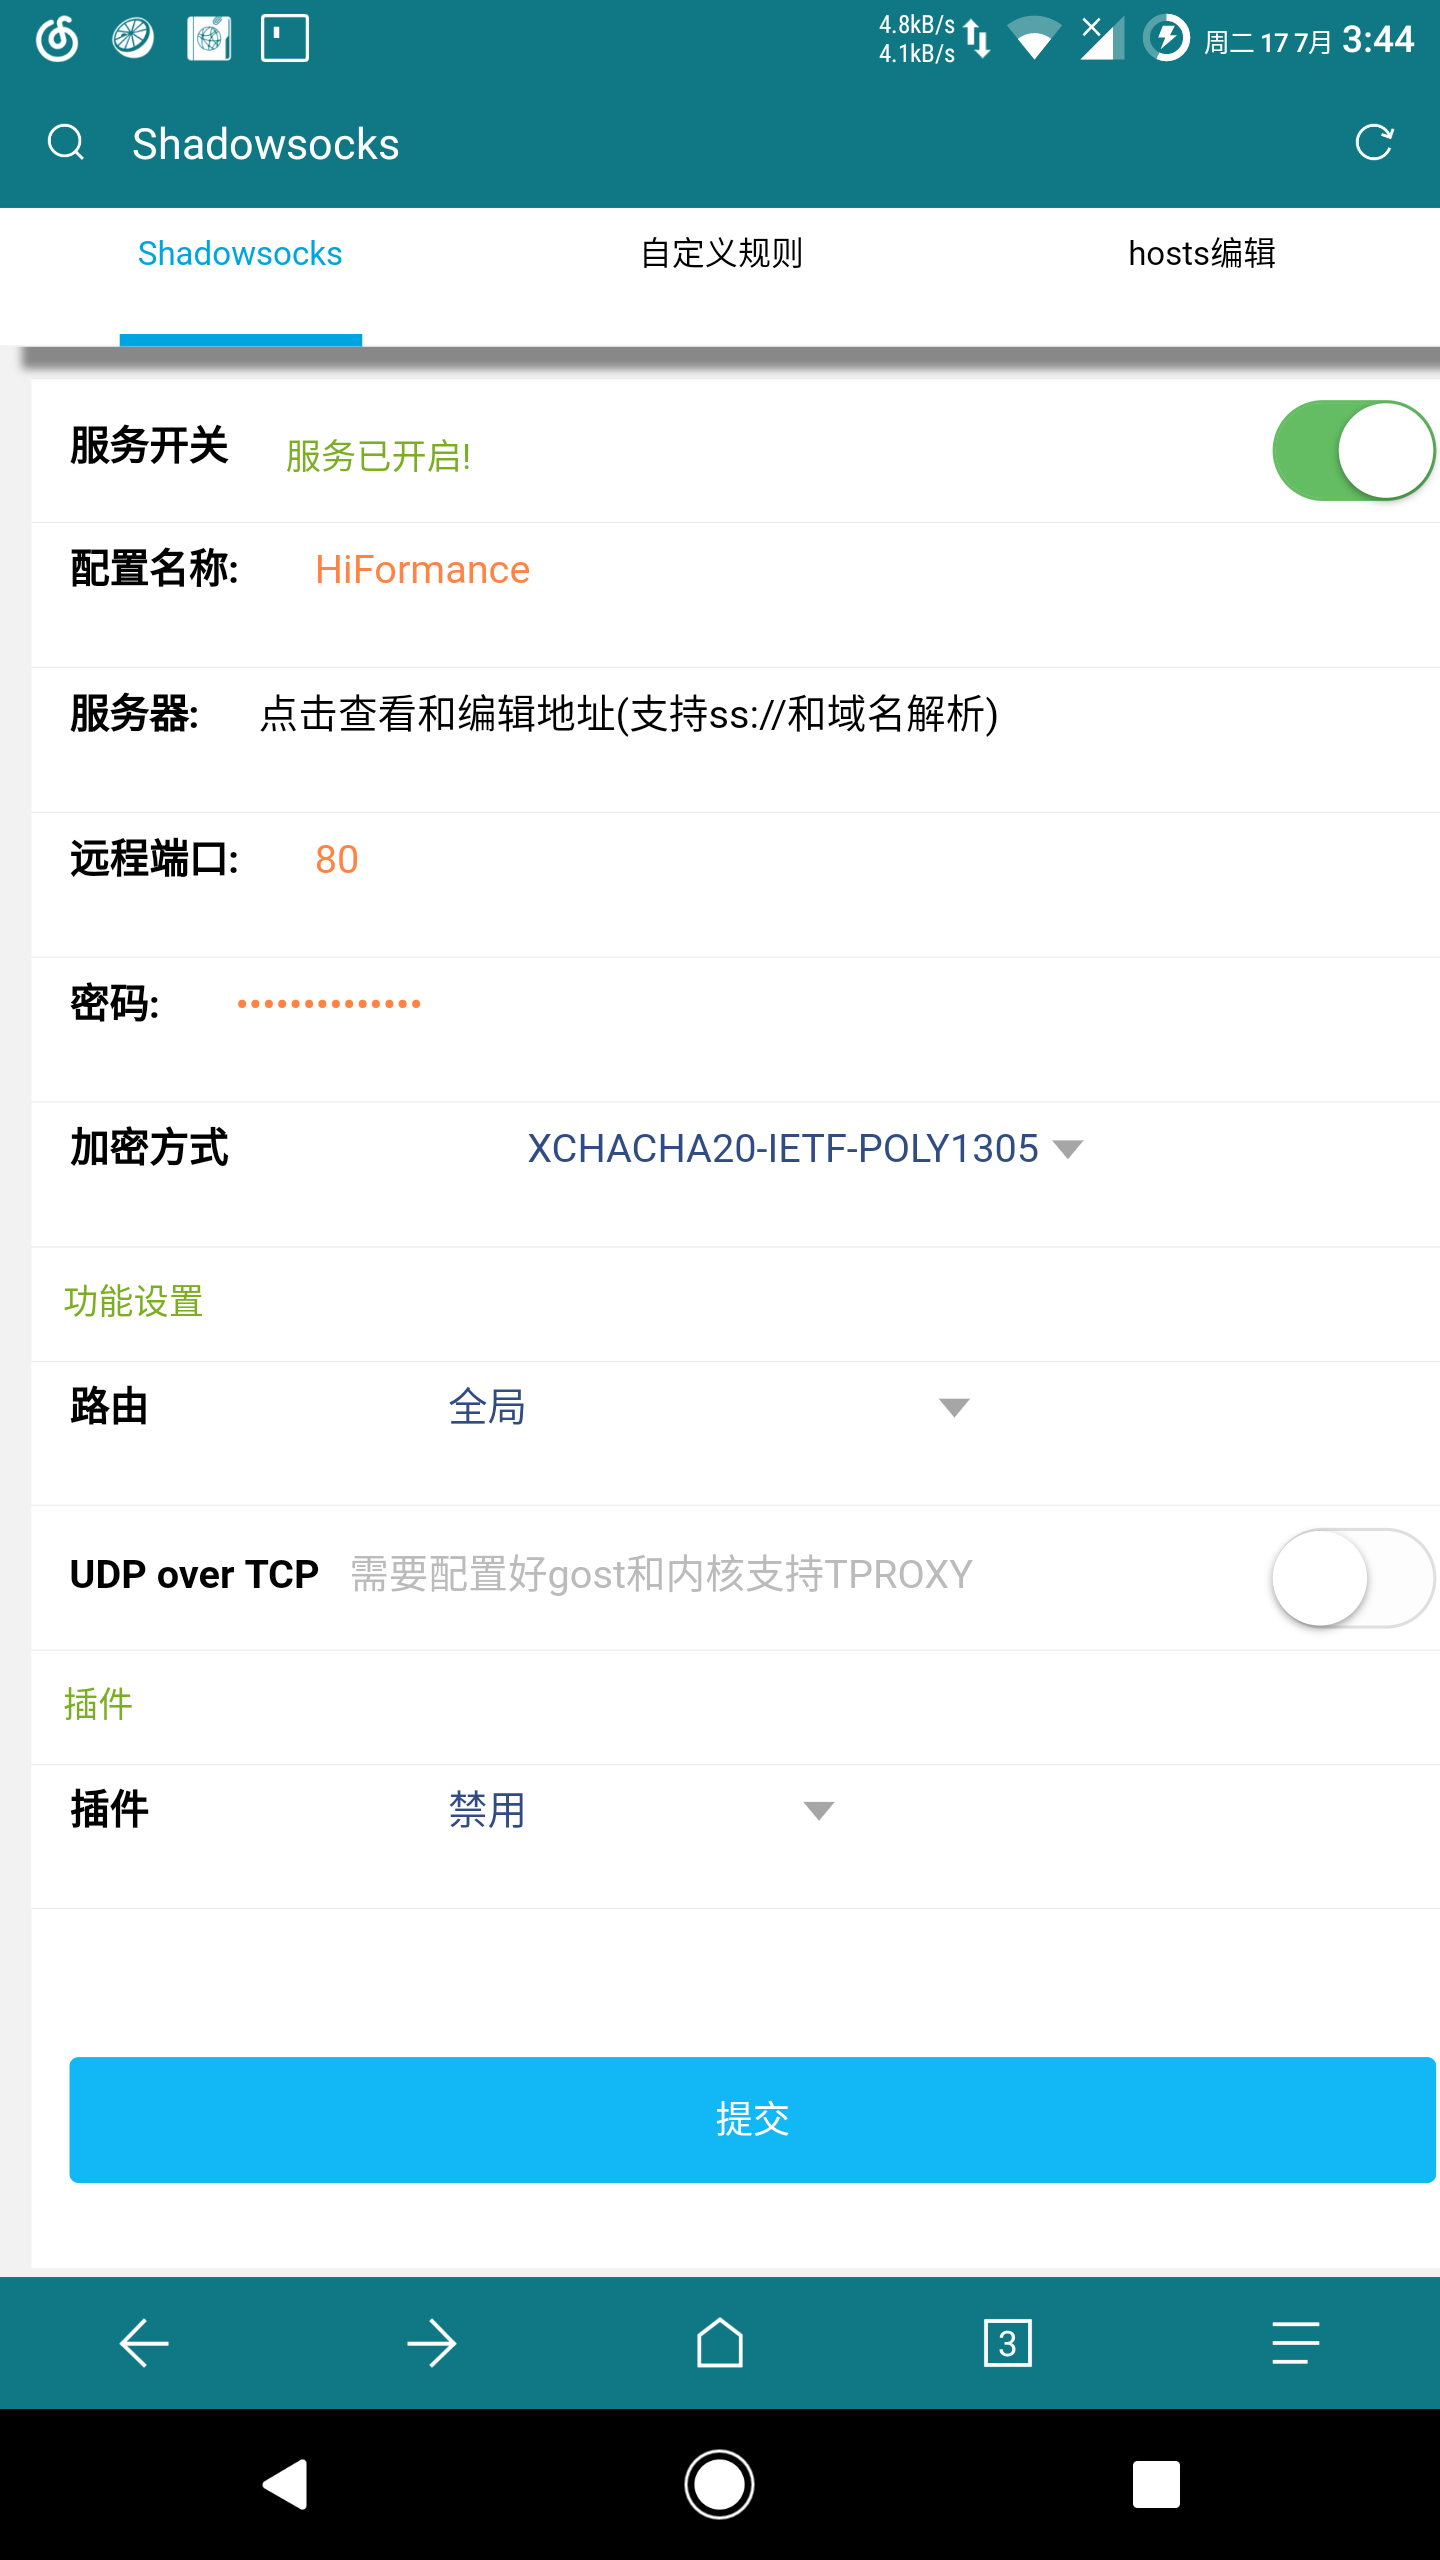 4.8kB/s
4.1kB/s
周二 17 7月 3:44
Shadowsocks
Shadowsocks 自定义规则 hosts编辑
服务开关 服务已开启!
配置名称: HiFormance
服务器: 点击查看和编辑地址(支持ss://和域名解析)
远程端口: 80
密码: ••••••••••••••
加密方式 XCHACHA20-IETF-POLY1305
功能设置
路由 全局
UDP over TCP 需要配置好gost和内核支持TPROXY
插件
插件 禁用
提交
3